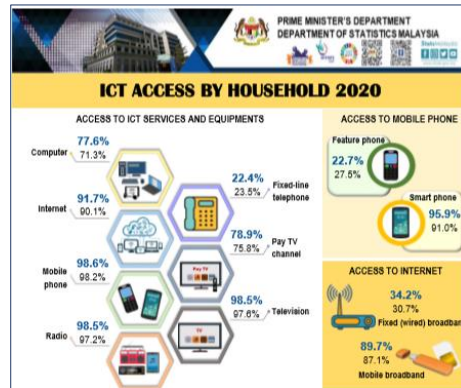 PRIME MINISTER'S DEPARTMENT
DEPARTMENT OF STATISTICS MALAYSIA
ICT ACCESS BY HOUSEHOLD 2020
ACCESS TO ICT SERVICES AND EQUIPMENTS
Computer
77.6%
71.3%
Internet
91.7%
90.1%
Mobile
phone
98.6%
98.2%
Radio
98.5%
97.2%
22.4%
23.5%
Fixed-line
telephone
78.9%
75.8%
Pay TV
channel
98.5%
97.6%
Television
Pay TV
TV
ACCESS TO MOBILE PHONE
Feature phone
22.7%
27.5%
Smart phone
95.9%
91.0%
ACCESS TO INTERNET
34.2%
30.7%
Fixed (wired) broadband
89.7%
87.1%
Mobile broadband